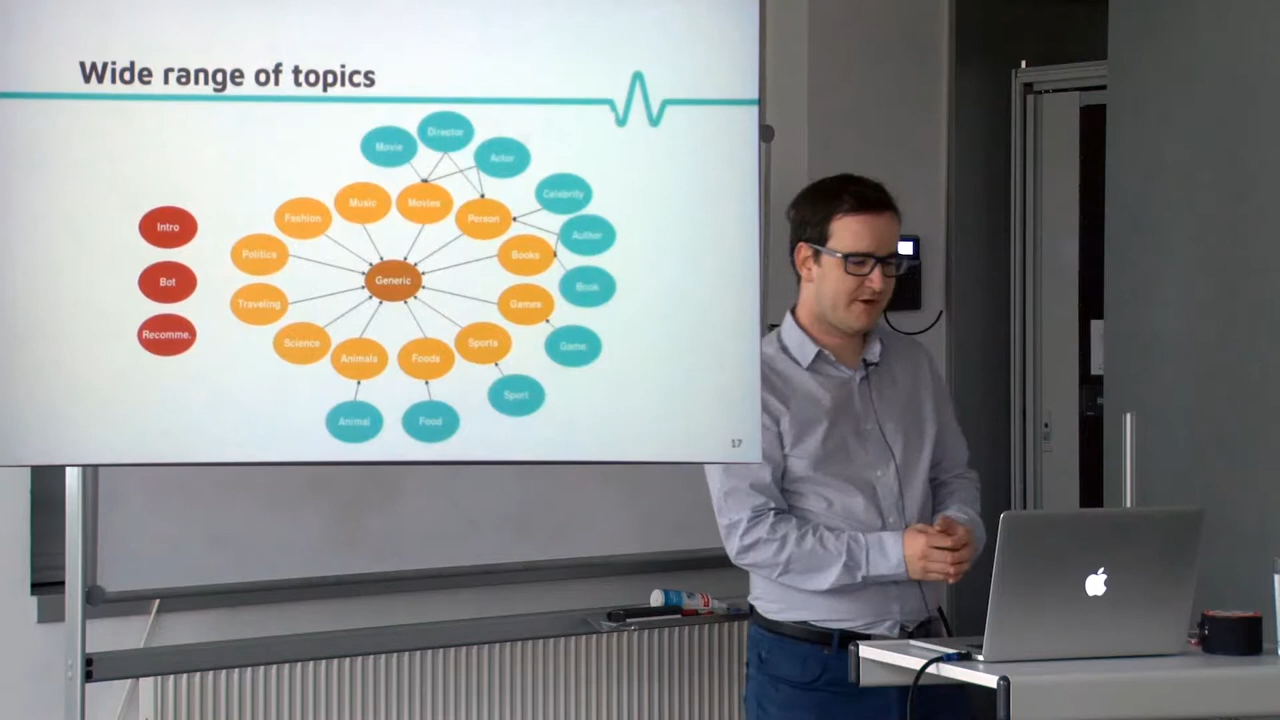 Wide range of topics
Director
Movie
Actor
Celebrity
Music
Movies
Fashion
Person
Intro
Author
Politics
Books
Generic
Bot
Book
Traveling
Games
Recomme.
Science
Sports
Game
Animals
Foods
Sport
Animal
Food
17